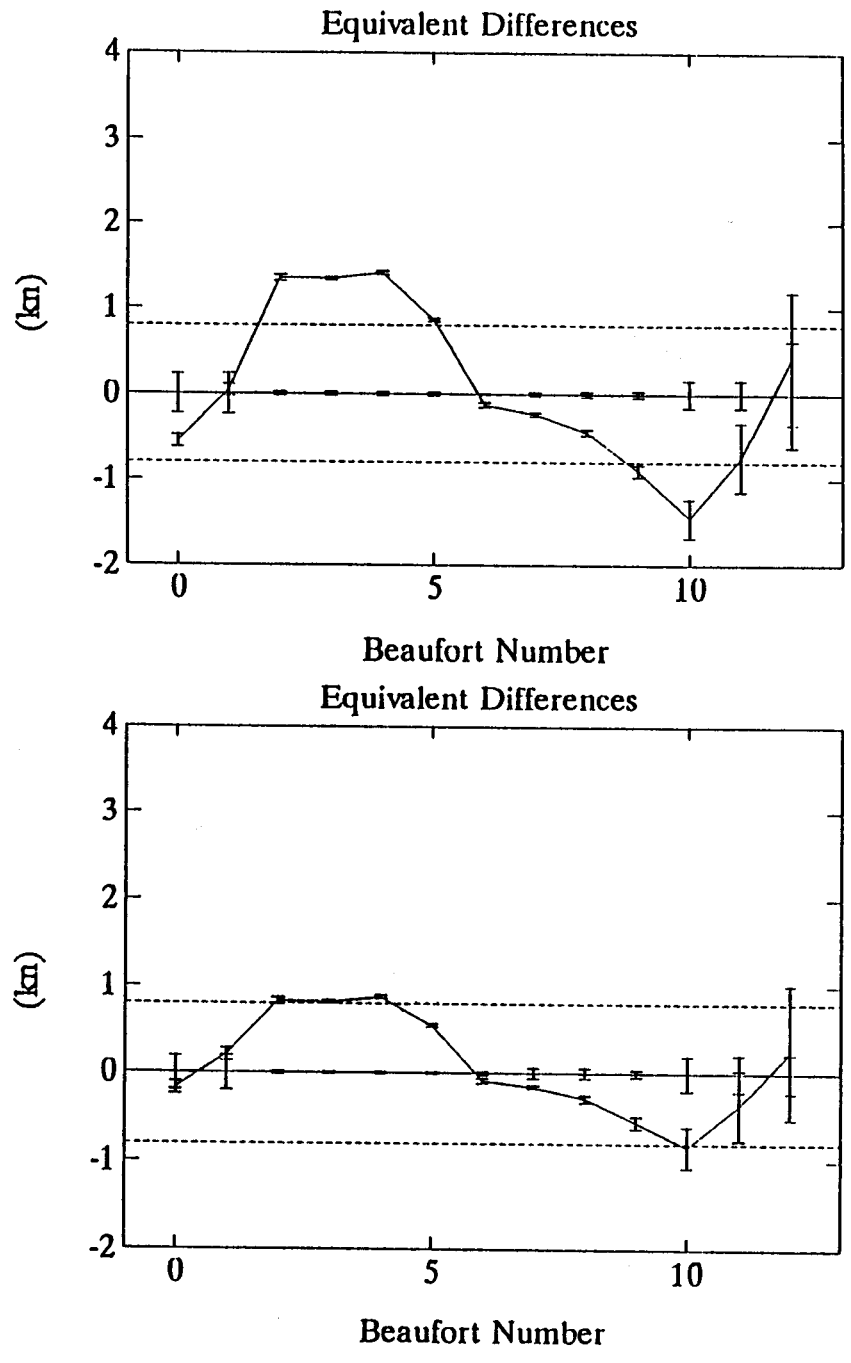 Equivalent Differences
4
3
2
1
0
-1
-2
(kn)
0 5 10
Beaufort Number
Equivalent Differences
4
3
2
1
0
-1
-2
(kn)
0 5 10
Beaufort Number